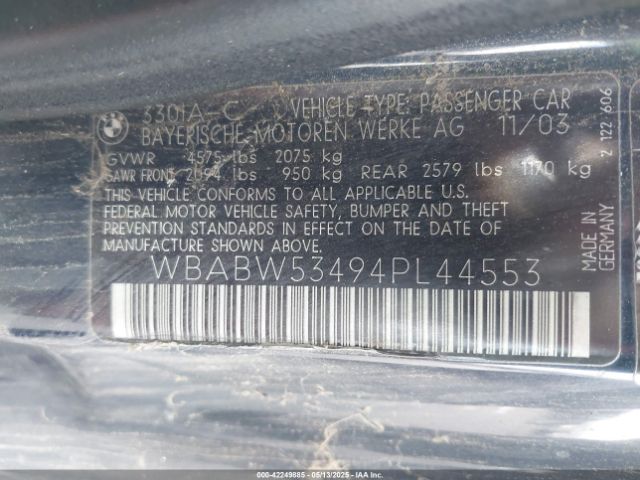 330IA-C VEHICLE TYPE: PASSENGER CAR
BAYERISCHE MOTOREN WERKE AG 11/03
GVWR 4575 lbs 2075 kg
GAWR FRONT 2094 lbs 950 kg REAR 2579 lbs 1170 kg
THIS VEHICLE CONFORMS TO ALL APPLICABLE U.S.
FEDERAL MOTOR VEHICLE SAFETY, BUMPER AND THEFT
PREVENTION STANDARDS IN EFFECT ON THE DATE OF
MANUFACTURE SHOWN ABOVE.
WBABW53494PL44553
2 122 606
MADE IN
GERMANY
000-42249885 - 05/13/2025 - IAAI, Inc.